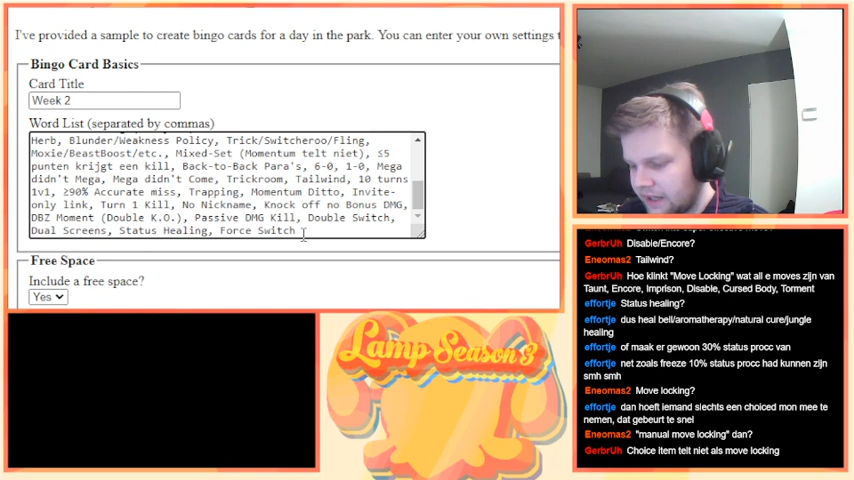 I've provided a sample to create bingo cards for a day in the park. You can enter your own settings t
Bingo Card Basics
Card Title
Week 2
Word List (separated by commas)
Herb, Blunder/Weakness Policy, Trick/Switcheroo/Fling,
Moxie/BeastBoost/etc., Mixed-Set (Momentum telt niet), ≤5
punten krijgt een kill, Back-to-Back Para's, 6-0, 1-0, Mega
didn't Mega, Mega didn't Come, Trickroom, Tailwind, 10 turns
1v1, ≥90% Accurate miss, Trapping, Momentum Ditto, Invite-
only link, Turn 1 Kill, No Nickname, Knock off no Bonus DMG,
DBZ Moment (Double K.O.), Passive DMG Kill, Double Switch,
Dual Screens, Status Healing, Force Switch
Free Space
Include a free space?
Yes
Lamp Season 3
GerbrUh Disable/Encore?
Eneomas2 Tailwind?
GerbrUh Hoe klinkt "Move Locking" wat all e moves zijn van
Taunt, Encore, Imprison, Disable, Cursed Body, Torment
effortje Status healing?
effortje dus heal bell/aromatherapy/natural cure/jungle
healing
effortje of maak er gewoon 30% status procc van
effortje net zoals freeze 10% status procc had kunnen zijn
smh smh
Eneomas2 Move locking?
effortje dan hoeft iemand slechts een choiced mon mee te
nemen, dat gebeurt te snel
Eneomas2 "manual move locking" dan?
GerbrUh Choice item telt niet als move locking